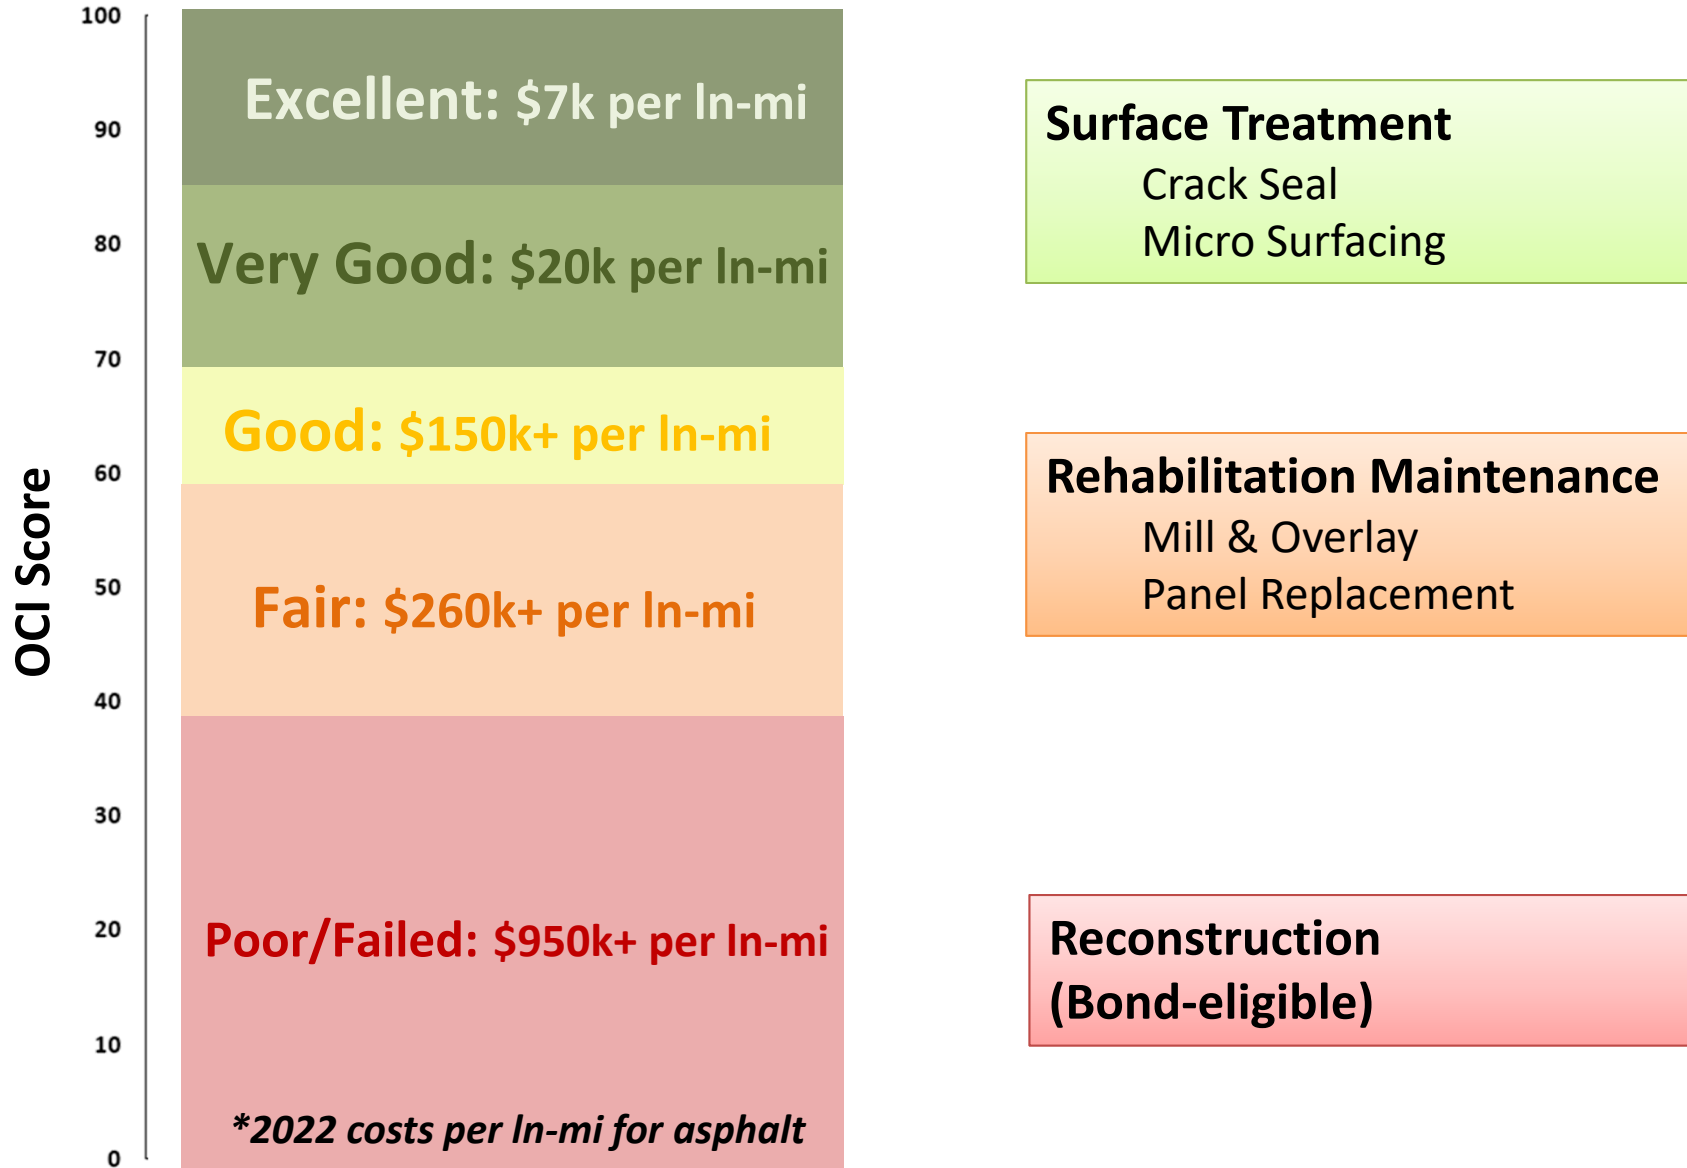 OCI Score
100
90
80
70
60
50
40
30
20
10
0
Excellent: $7k per ln-mi
Very Good: $20k per ln-mi
Good: $150k+ per ln-mi
Fair: $260k+ per ln-mi
Poor/Failed: $950k+ per ln-mi
*2022 costs per ln-mi for asphalt
Surface Treatment
Crack Seal
Micro Surfacing
Rehabilitation Maintenance
Mill & Overlay
Panel Replacement
Reconstruction
(Bond-eligible)